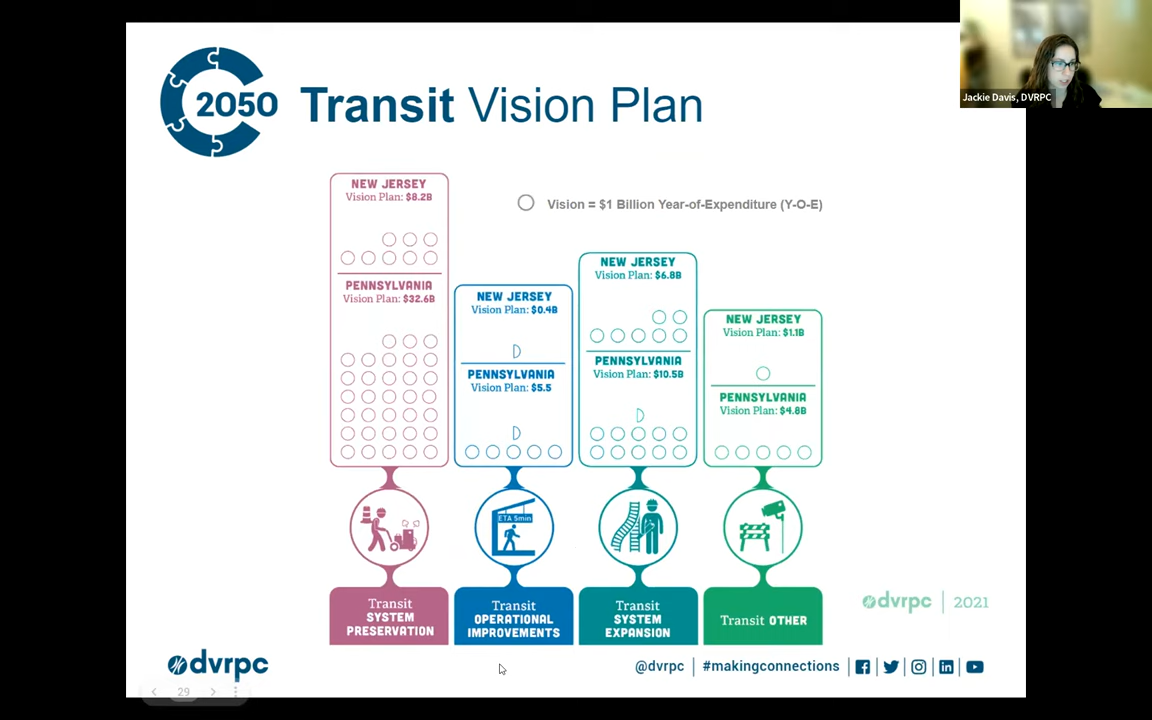 Jackie Davis, DVRPC
2050 Transit Vision Plan
Vision = $1 Billion Year-of-Expenditure (Y-O-E)
NEW JERSEY
Vision Plan: $8.2B
PENNSYLVANIA
Vision Plan: $32.6B
NEW JERSEY
Vision Plan: $0.4B
PENNSYLVANIA
Vision Plan: $5.5
NEW JERSEY
Vision Plan: $6.8B
PENNSYLVANIA
Vision Plan: $10.5B
NEW JERSEY
Vision Plan: $1.1B
PENNSYLVANIA
Vision Plan: $4.8B
ETA 5min
Transit
SYSTEM
PRESERVATION
Transit
OPERATIONAL
IMPROVEMENTS
Transit
SYSTEM
EXPANSION
Transit OTHER
dvrpc | 2021
dvrpc
@dvrpc | #makingconnections
29